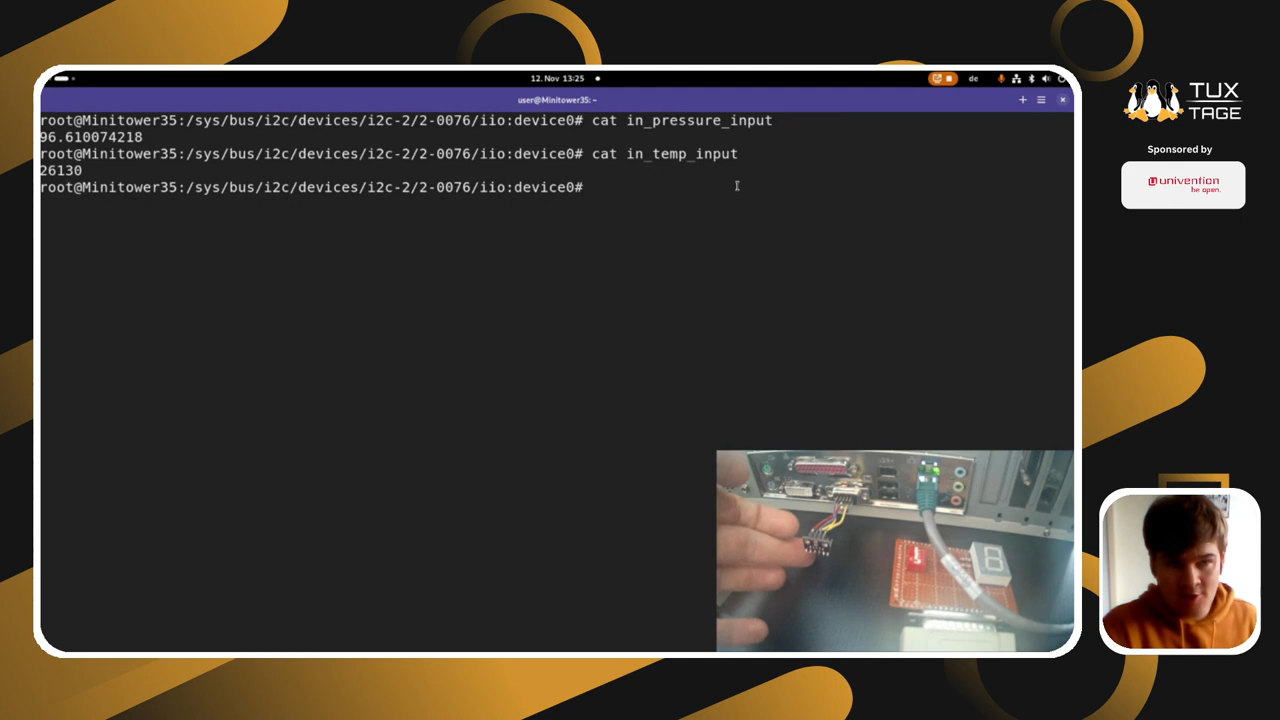 12. Nov 13:25
de
user@Minitower35: ~
root@Minitower35:/sys/bus/i2c/devices/i2c-2/2-0076/iio:device0# cat in_pressure_input
96.610074218
root@Minitower35:/sys/bus/i2c/devices/i2c-2/2-0076/iio:device0# cat in_temp_input
26130
root@Minitower35:/sys/bus/i2c/devices/i2c-2/2-0076/iio:device0#
TUX
TAGE
Sponsored by
univention
be open.